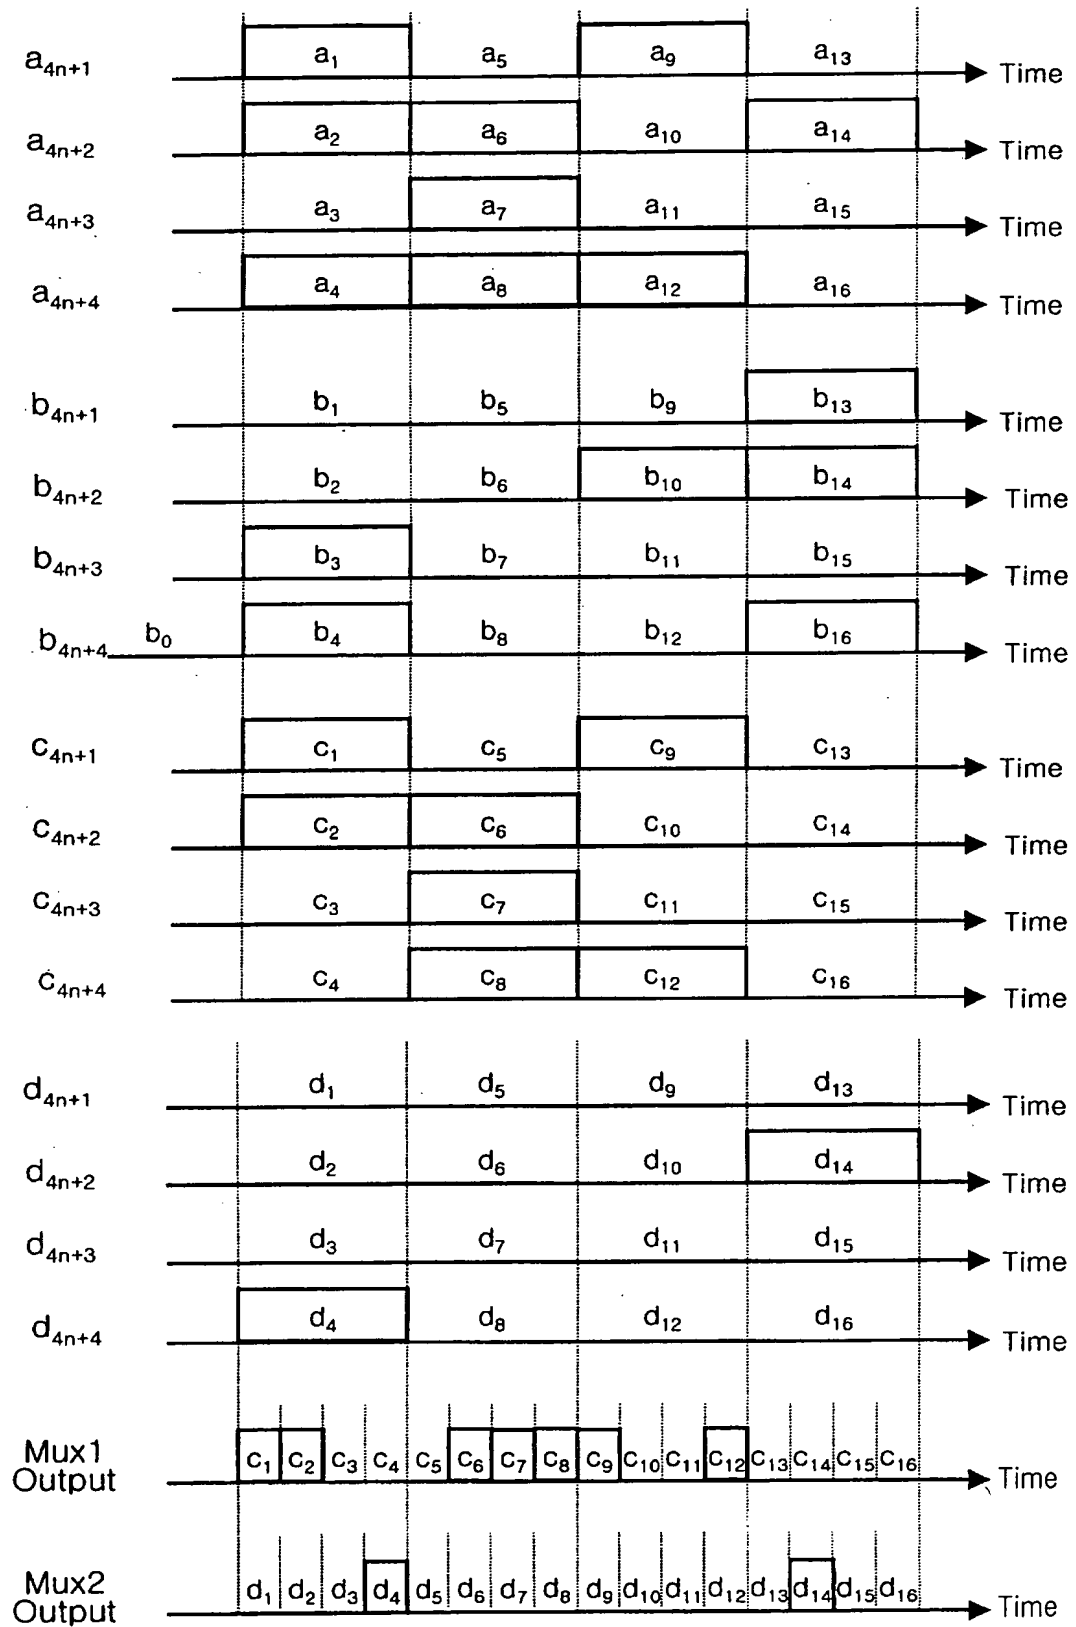 a4n+1 a1 a5 a9 a13 Time
a4n+2 a2 a6 a10 a14 Time
a4n+3 a3 a7 a11 a15 Time
a4n+4 a4 a8 a12 a16 Time
b4n+1 b1 b5 b9 b13 Time
b4n+2 b2 b6 b10 b14 Time
b4n+3 b3 b7 b11 b15 Time
b4n+4 b0 b4 b8 b12 b16 Time
c4n+1 c1 c5 c9 c13 Time
c4n+2 c2 c6 c10 c14 Time
c4n+3 c3 c7 c11 c15 Time
c4n+4 c4 c8 c12 c16 Time
d4n+1 d1 d5 d9 d13 Time
d4n+2 d2 d6 d10 d14 Time
d4n+3 d3 d7 d11 d15 Time
d4n+4 d4 d8 d12 d16 Time
Mux1
Output c1 c2 c3 c4 c5 c6 c7 c8 c9 c10 c11 c12 c13 c14 c15 c16 Time
Mux2
Output d1 d2 d3 d4 d5 d6 d7 d8 d9 d10 d11 d12 d13 d14 d15 d16 Time